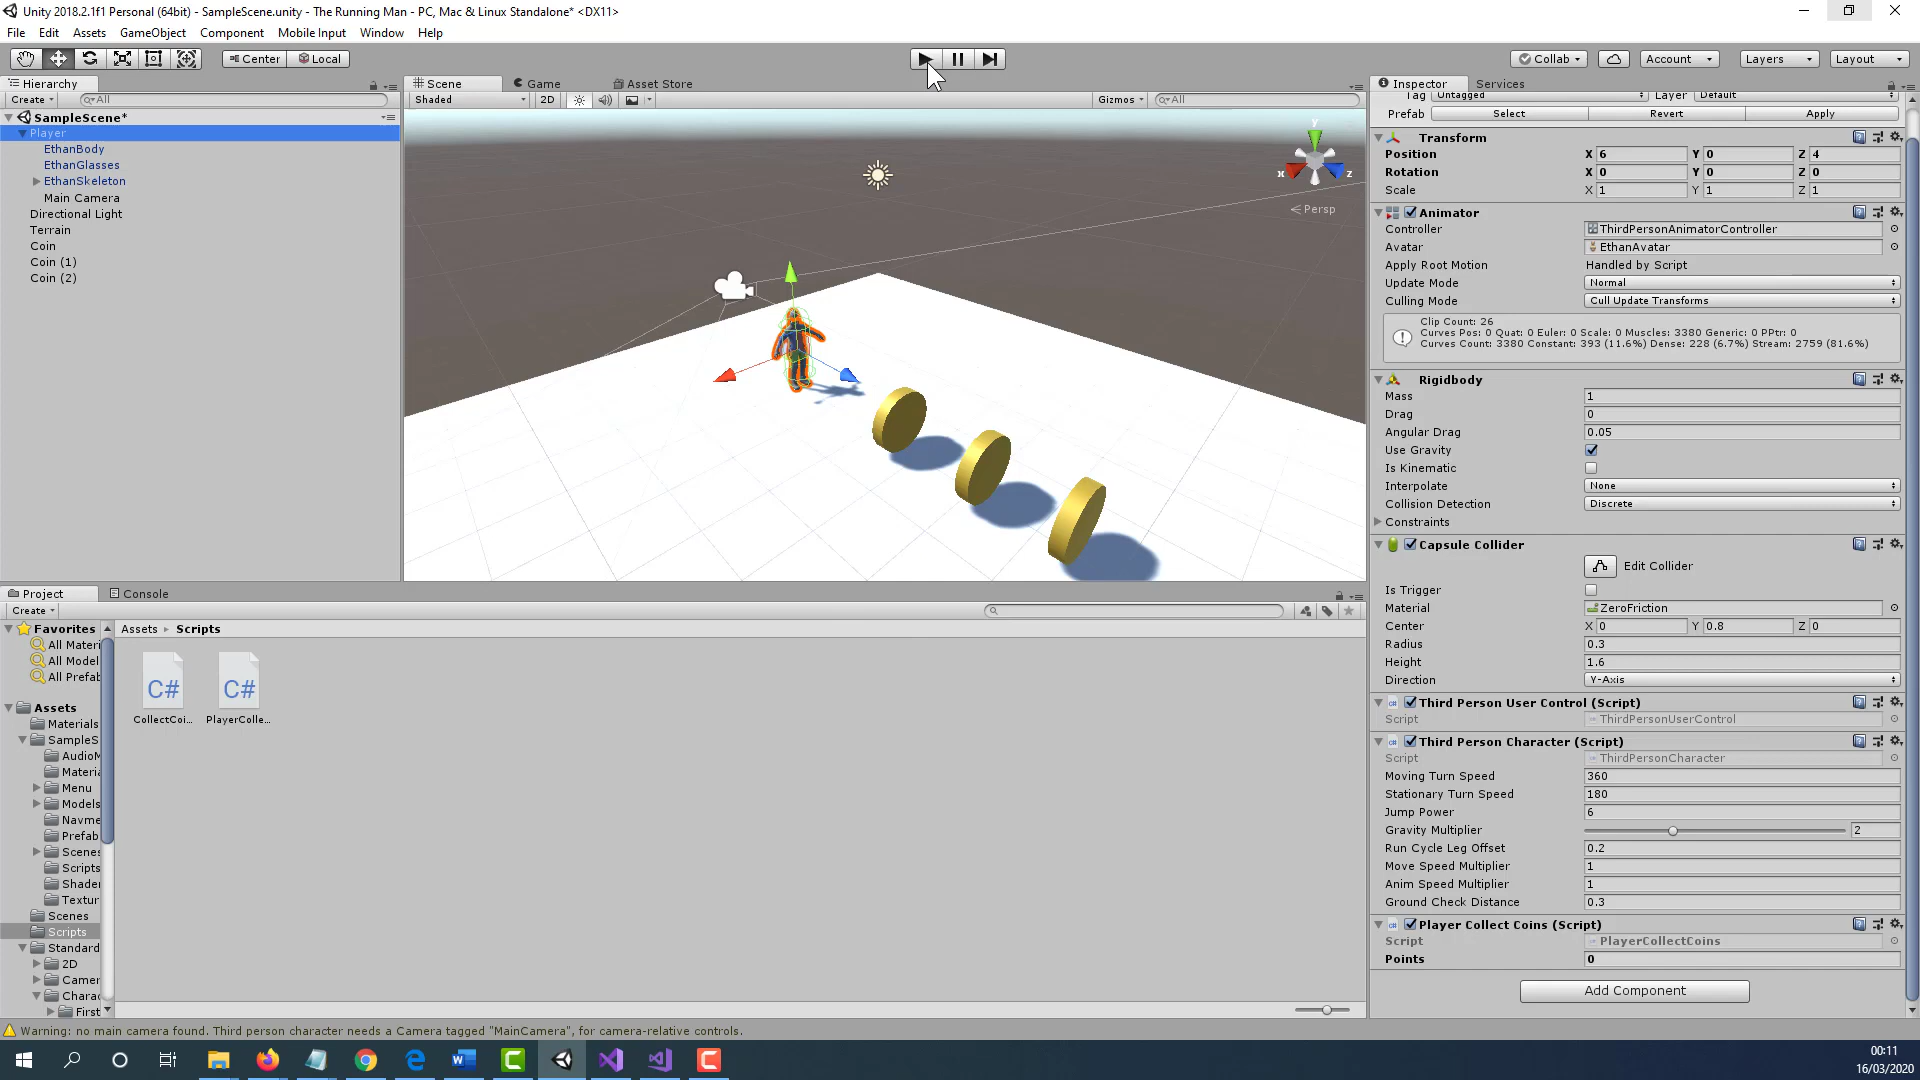 Unity 2018.2.1f1 Personal (64bit) - SampleScene.unity - The Running Man - PC, Mac & Linux Standalone* <DX11>
File Edit Assets GameObject Component Mobile Input Window Help
Center Local Collab Account Layers Layout
Hierarchy
Create All
SampleScene*
Player
EthanBody
EthanGlasses
EthanSkeleton
Main Camera
Directional Light
Terrain
Coin
Coin (1)
Coin (2)
Scene Game Asset Store
Shaded 2D Gizmos All
y
x z
Persp
Inspector Services
Tag Untagged Layer Default
Prefab Select Revert Apply
Transform
Position X 6 Y 0 Z 4
Rotation X 0 Y 0 Z 0
Scale X 1 Y 1 Z 1
Animator
Controller ThirdPersonAnimatorController
Avatar EthanAvatar
Apply Root Motion Handled by Script
Update Mode Normal
Culling Mode Cull Update Transforms
Clip Count: 26
Curves Pos: 0 Quat: 0 Euler: 0 Scale: 0 Muscles: 3380 Generic: 0 PPtr: 0
Curves Count: 3380 Constant: 393 (11.6%) Dense: 228 (6.7%) Stream: 2759 (81.6%)
Rigidbody
Mass 1
Drag 0
Angular Drag 0.05
Use Gravity
Is Kinematic
Interpolate None
Collision Detection Discrete
Constraints
Capsule Collider
Edit Collider
Is Trigger
Material ZeroFriction
Center X 0 Y 0.8 Z 0
Radius 0.3
Height 1.6
Direction Y-Axis
Third Person User Control (Script)
Script ThirdPersonUserControl
Third Person Character (Script)
Script ThirdPersonCharacter
Moving Turn Speed 360
Stationary Turn Speed 180
Jump Power 6
Gravity Multiplier 2
Run Cycle Leg Offset 0.2
Move Speed Multiplier 1
Anim Speed Multiplier 1
Ground Check Distance 0.3
Player Collect Coins (Script)
Script PlayerCollectCoins
Points 0
Add Component
Project Console
Create
Favorites
All Materi
All Model
All Prefab
Assets
Materials
SampleS
AudioM
Materia
Menu
Models
Navme
Prefab
Scenes
Scripts
Shader
Textur
Scenes
Scripts
Standard
2D
Camer
Charac
First
Assets Scripts
C# C#
CollectCoi... PlayerColle...
Warning: no main camera found. Third person character needs a Camera tagged "MainCamera", for camera-relative controls.
00:11
16/03/2020